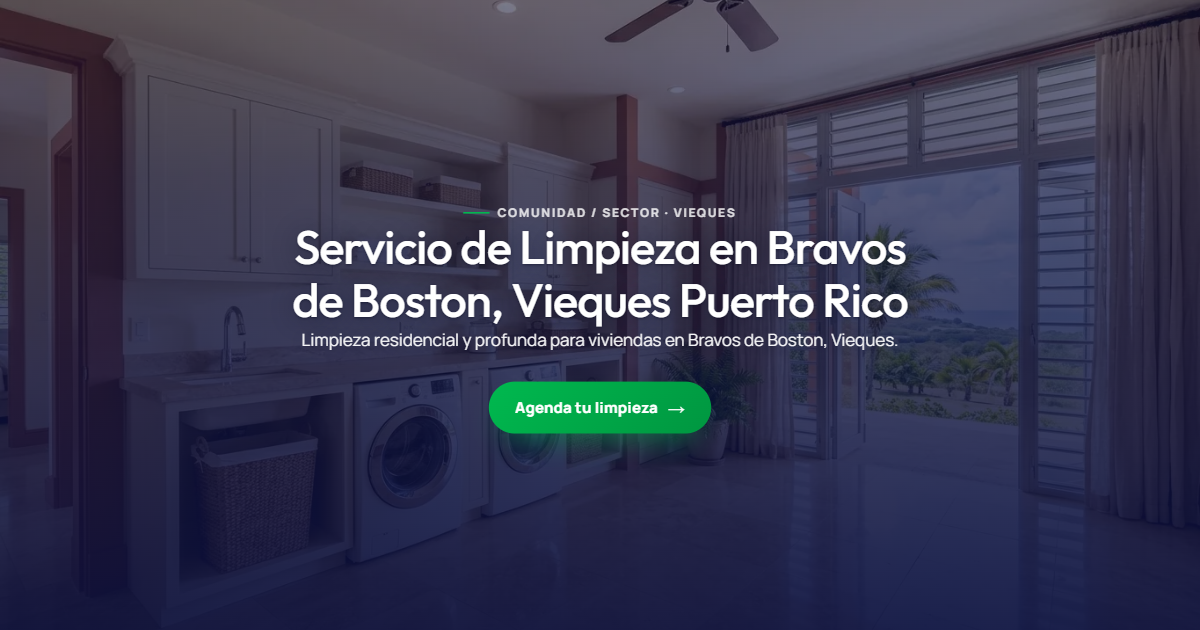 COMUNIDAD / SECTOR · VIEQUES
Servicio de Limpieza en Bravos
de Boston, Vieques Puerto Rico
Limpieza residencial y profunda para viviendas en Bravos de Boston, Vieques.
Agenda tu limpieza →